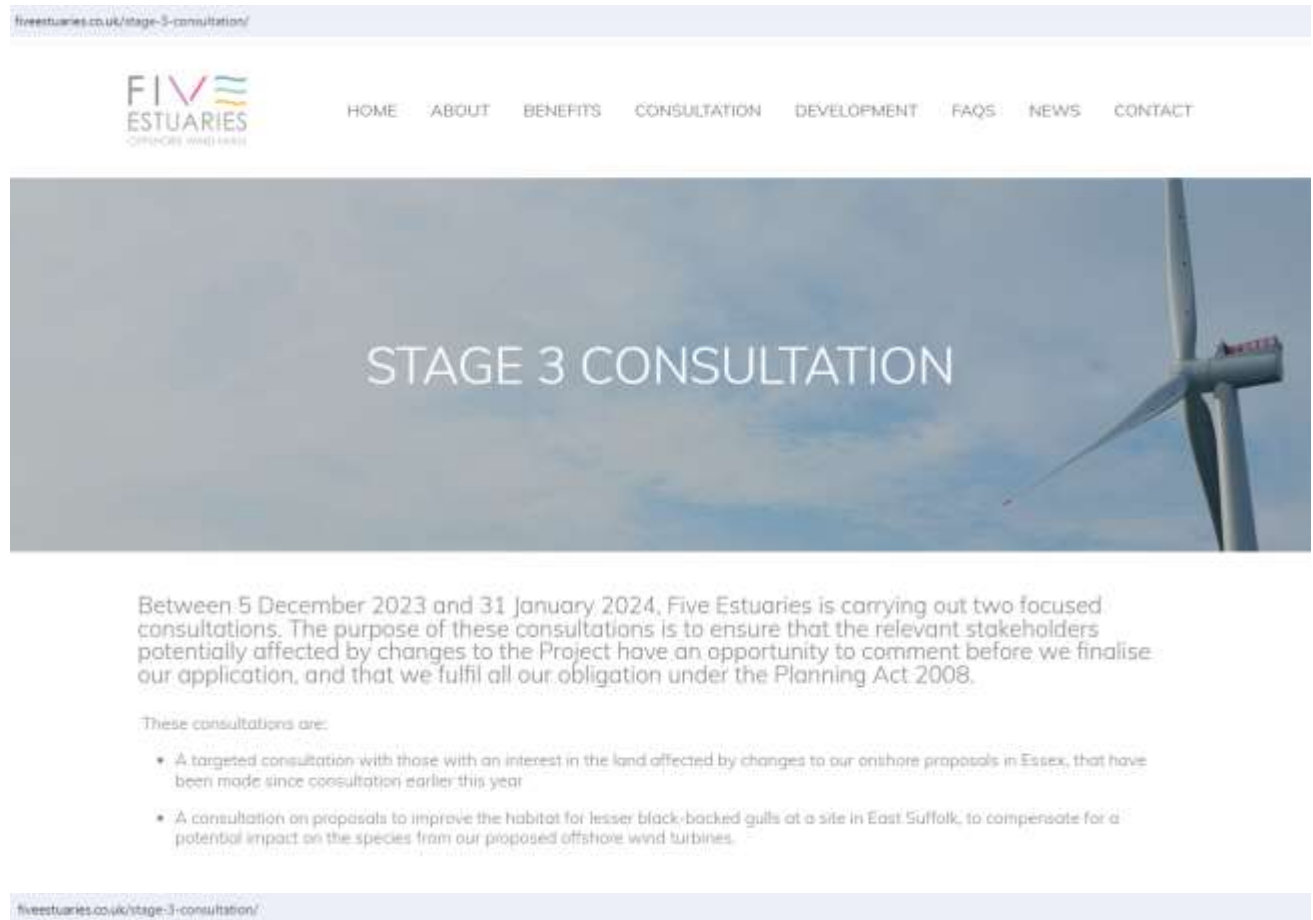 fiveestuaries.co.uk/stage-3-consultation/
FIVE
ESTUARIES
OFFSHORE WIND FARM
HOME ABOUT BENEFITS CONSULTATION DEVELOPMENT FAQS NEWS CONTACT
STAGE 3 CONSULTATION
Between 5 December 2023 and 31 January 2024, Five Estuaries is carrying out two focused
consultations. The purpose of these consultations is to ensure that the relevant stakeholders
potentially affected by changes to the Project have an opportunity to comment before we finalise
our application, and that we fulfil all our obligation under the Planning Act 2008.
These consultations are:
• A targeted consultation with those with an interest in the land affected by changes to our onshore proposals in Essex, that have
been made since consultation earlier this year
• A consultation on proposals to improve the habitat for lesser black-backed gulls at a site in East Suffolk, to compensate for a
potential impact on the species from our proposed offshore wind turbines.
fiveestuaries.co.uk/stage-3-consultation/